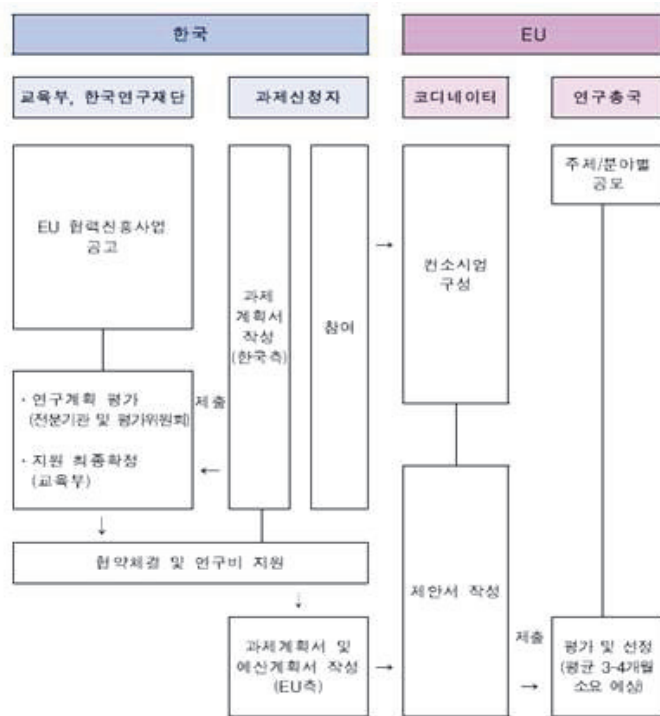 한국
EU
교육부, 한국연구재단
과제신청자
코디네이터
연구총국
EU 협력진흥사업
공고
과제
계획서
작성
(한국측)
참여
→
컨소시엄
구성
주제/분야별
공모
· 연구계획 평가
(전문기관 및 평가위원회)
· 지원 최종확정
(교육부)
제출
←
↓
협약체결 및 연구비 지원
↓
과제계획서 및
예산계획서 작성
(EU측)
→
제안서 작성
제출
→
평가 및 선정
(평균 3-4개월
소요 예상)